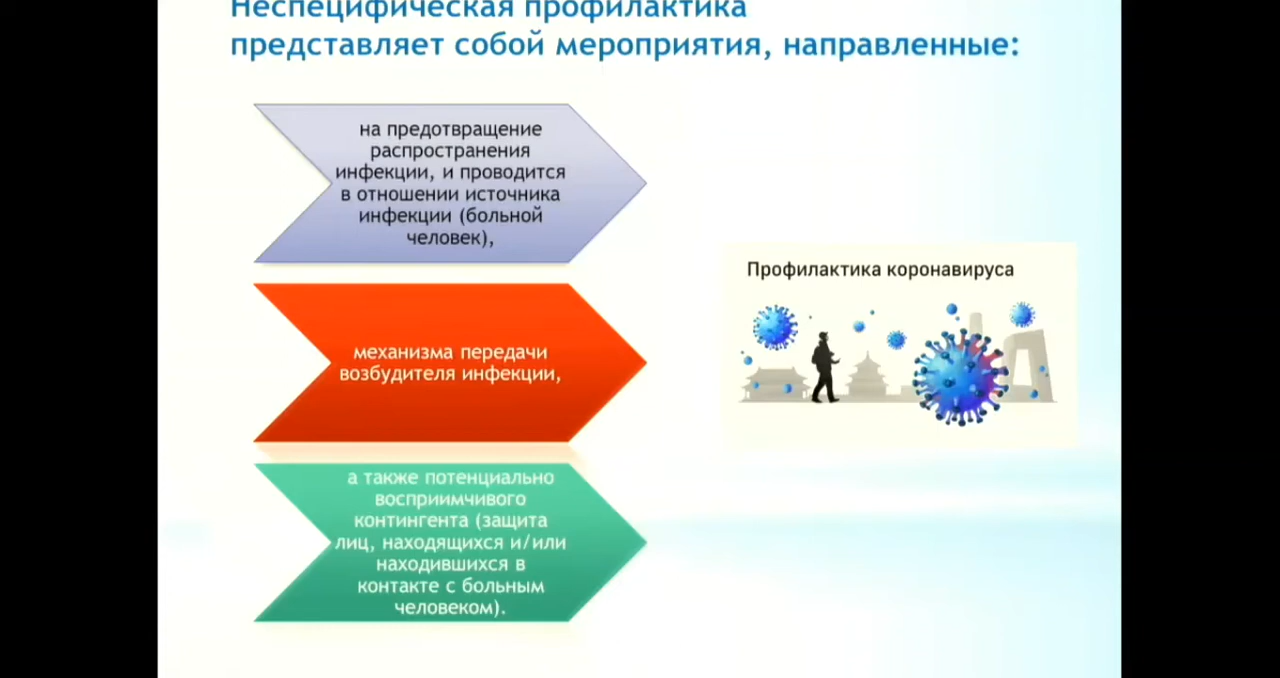 Неспецифическая профилактика
представляет собой мероприятия, направленные:
на предотвращение
распространения
инфекции, и проводится
в отношении источника
инфекции (больной
человек),
механизма передачи
возбудителя инфекции,
а также потенциально
восприимчивого
контингента (защита
лиц, находящихся и/или
находившихся в
контакте с больным
человеком).
Профилактика коронавируса